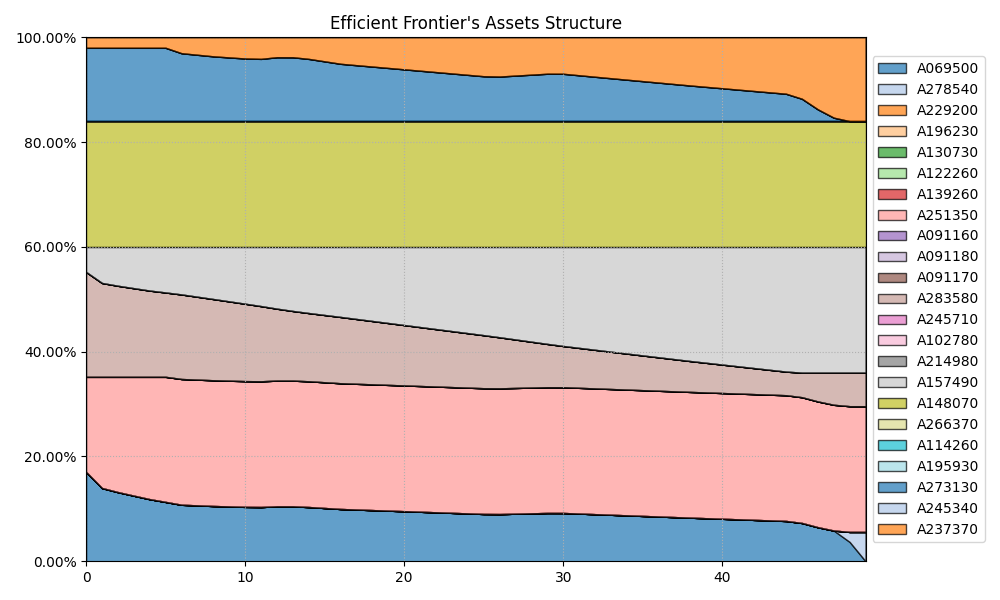 Efficient Frontier's Assets Structure
100.00%
80.00%
60.00%
40.00%
20.00%
0.00%
0
10
20
30
40
A069500
A278540
A229200
A196230
A130730
A122260
A139260
A251350
A091160
A091180
A091170
A283580
A245710
A102780
A214980
A157490
A148070
A266370
A114260
A195930
A273130
A245340
A237370